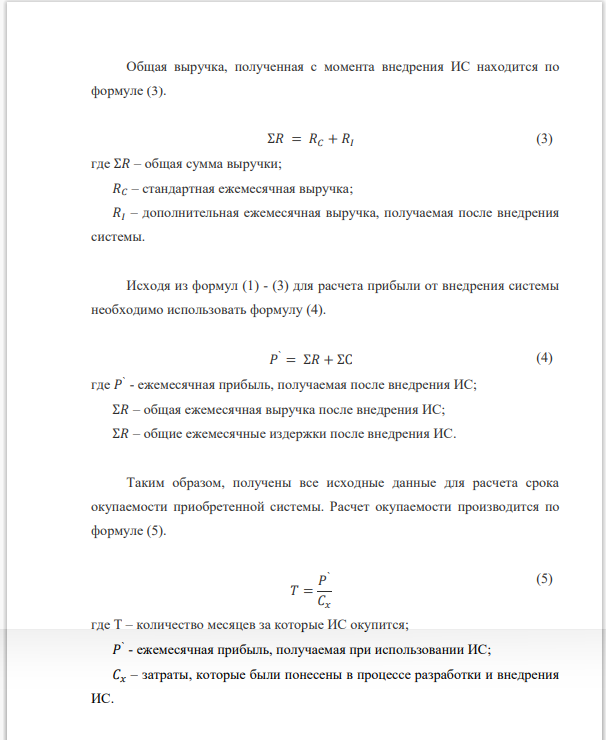 Общая выручка, полученная с момента внедрения ИС находится по
формуле (3).
Σ𝑅 = 𝑅_𝐶 + 𝑅_𝐼 (3)
где Σ𝑅 – общая сумма выручки;
𝑅_𝐶 – стандартная ежемесячная выручка;
𝑅_𝐼 – дополнительная ежемесячная выручка, получаемая после внедрения
системы.
Исходя из формул (1) - (3) для расчета прибыли от внедрения системы
необходимо использовать формулу (4).
𝑃` = Σ𝑅 + ΣС (4)
где 𝑃` - ежемесячная прибыль, получаемая после внедрения ИС;
Σ𝑅 – общая ежемесячная выручка после внедрения ИС;
Σ𝑅 – общие ежемесячные издержки после внедрения ИС.
Таким образом, получены все исходные данные для расчета срока
окупаемости приобретенной системы. Расчет окупаемости производится по
формуле (5).
𝑇 = 𝑃` / 𝐶_𝑥 (5)
где Т – количество месяцев за которые ИС окупится;
𝑃` - ежемесячная прибыль, получаемая при использовании ИС;
𝐶_𝑥 – затраты, которые были понесены в процессе разработки и внедрения
ИС.